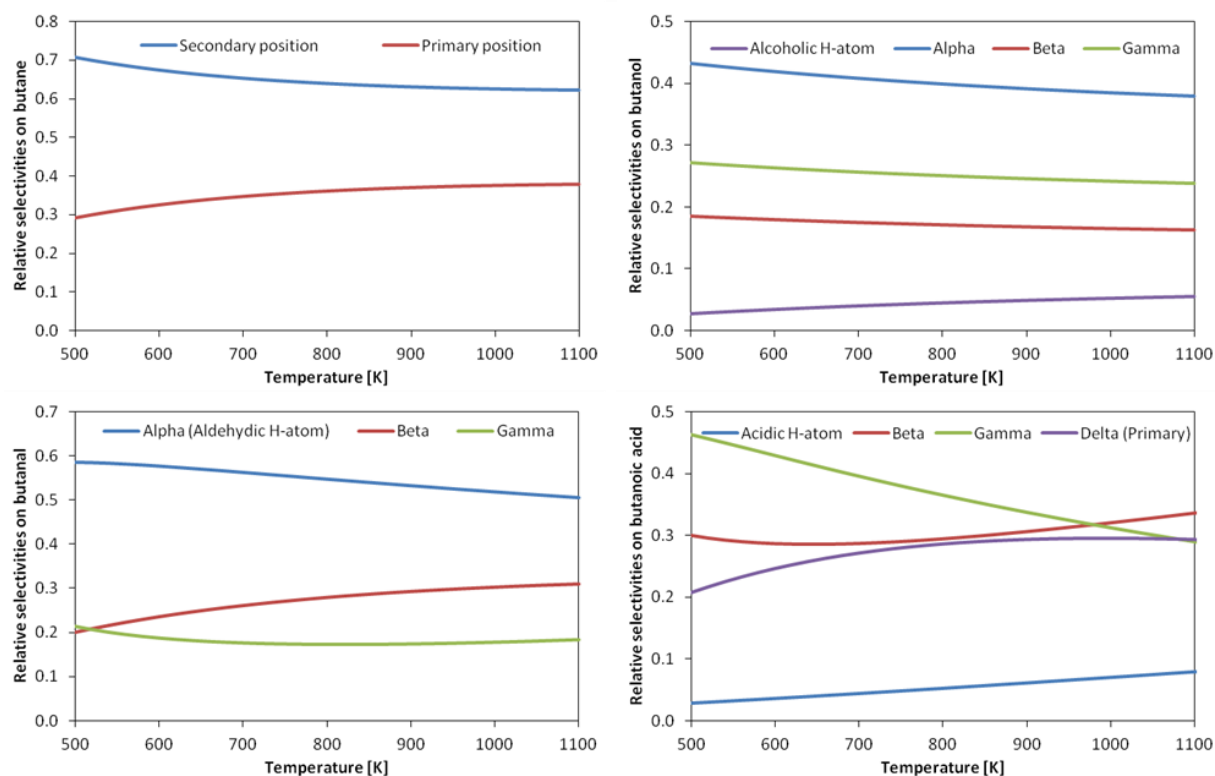 Relative selectivities on butane
0.8
0.7
0.6
0.5
0.4
0.3
0.2
0.1
0.0
Secondary position Primary position
500 600 700 800 900 1000 1100
Temperature [K]
Relative selectivities on butanol
0.5
0.4
0.3
0.2
0.1
0.0
Alcoholic H-atom Alpha Beta Gamma
500 600 700 800 900 1000 1100
Temperature [K]
Relative selectivities on butanal
0.7
0.6
0.5
0.4
0.3
0.2
0.1
0.0
Alpha (Aldehydic H-atom) Beta Gamma
500 600 700 800 900 1000 1100
Temperature [K]
Relative selectivities on butanoic acid
0.5
0.4
0.3
0.2
0.1
0.0
Acidic H-atom Beta Gamma Delta (Primary)
500 600 700 800 900 1000 1100
Temperature [K]